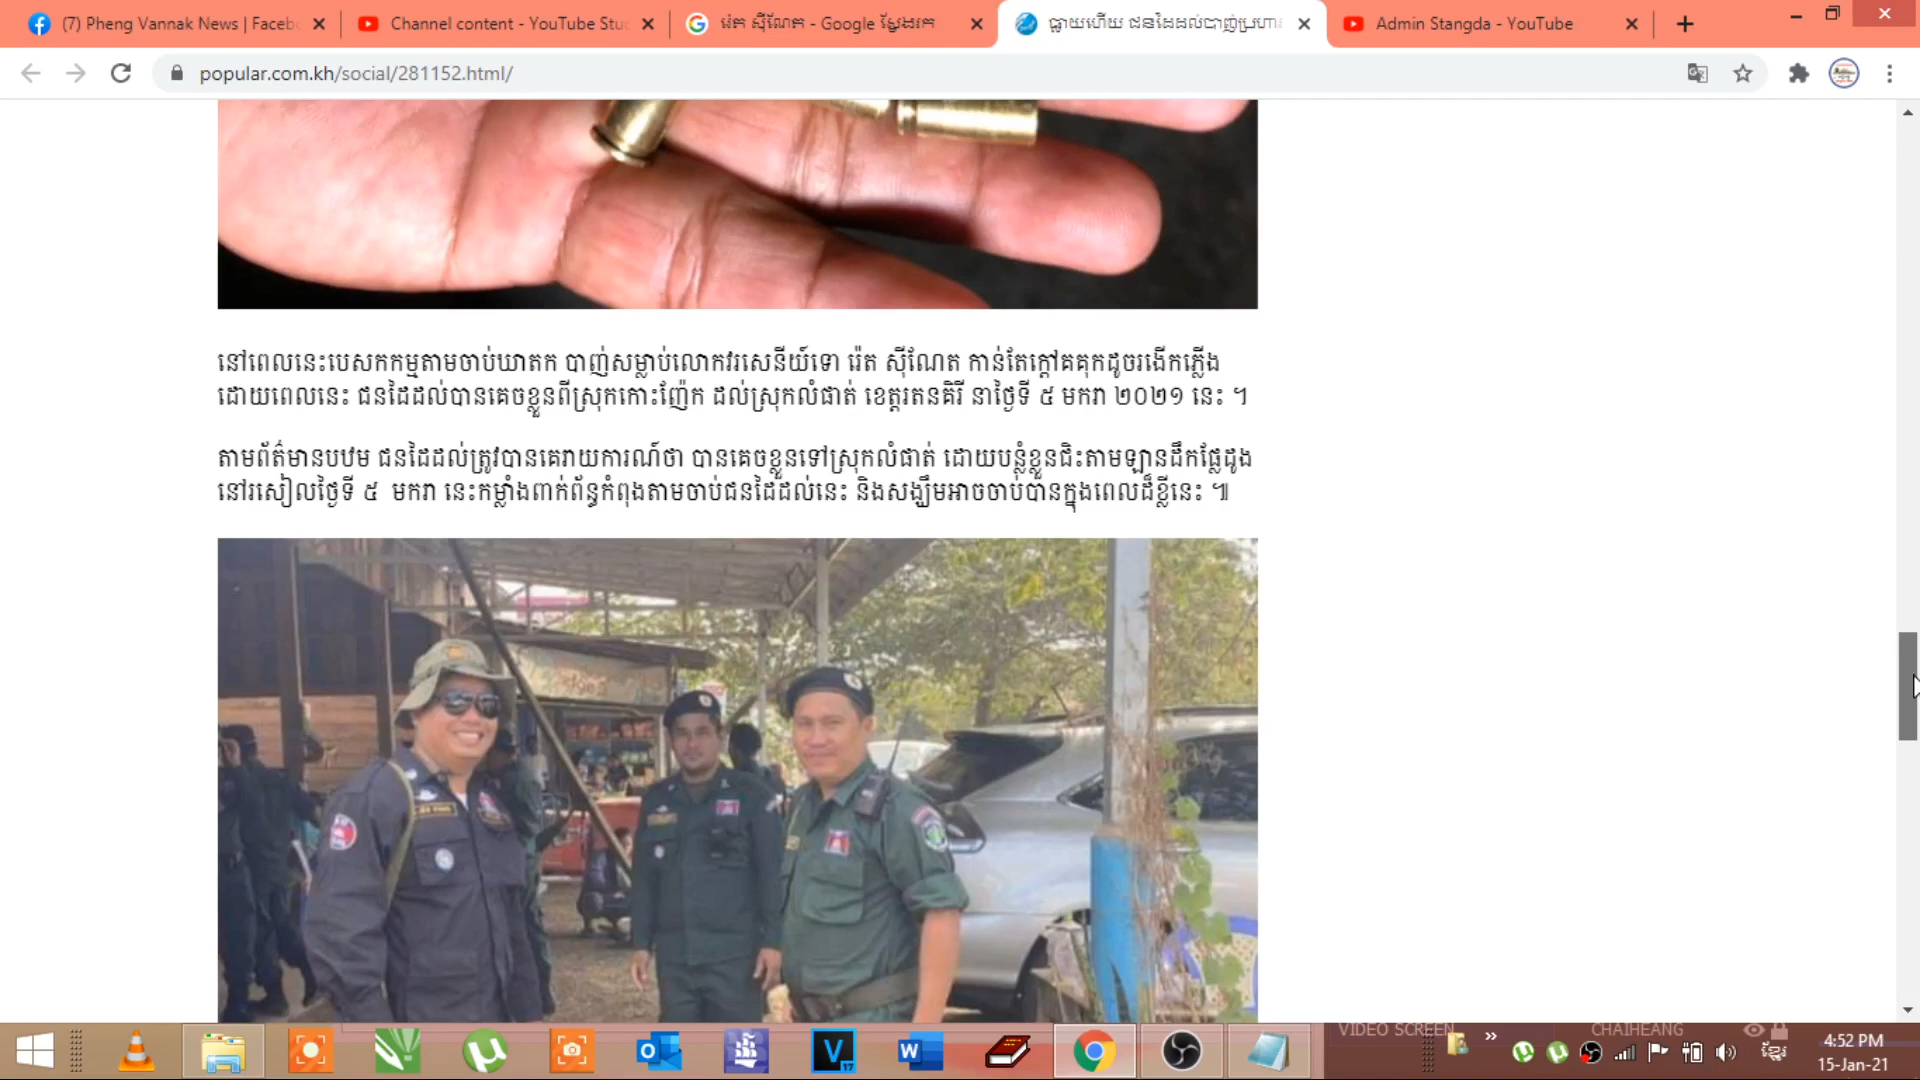 (7) Pheng Vannak News | Faceb
Channel content - YouTube Stu
រ៉េត ស៊ីណែត - Google ស្វែងរក
ធ្លាយហើយ ជនដៃដល់បាញ់ប្រហារ
Admin Stangda - YouTube
popular.com.kh/social/281152.html/
នៅពេលនេះបេសកកម្មតាមចាប់ឃាតក បាញ់សម្លាប់លោកវរសេនីយ៍ទោ រ៉េត ស៊ីណែត កាន់តែក្ដៅគគុកដូចរងើកភ្លើង
ដោយពេលនេះ ជនដៃដល់បានគេចខ្លួនពីស្រុកកោះញ៉ែក ដល់ស្រុកលំផាត់ ខេត្តរតនគិរី នាថ្ងៃទី ៥ មករា ២០២១ នេះ ។
តាមព័ត៌មានបឋម ជនដៃដល់ត្រូវបានគេរាយការណ៍ថា បានគេចខ្លួនទៅស្រុកលំផាត់ ដោយបន្លំខ្លួនជិះតាមឡានដឹកផ្លែដូង
នៅរសៀលថ្ងៃទី ៥ មករា នេះកម្លាំងពាក់ព័ន្ធកំពុងតាមចាប់ជនដៃដល់នេះ និងសង្ឃឹមអាចចាប់បានក្នុងពេលដ៏ខ្លីនេះ ៕
VIDEO SCREEN
CHAIHEANG
ខ្មែរ
4:52 PM
15-Jan-21